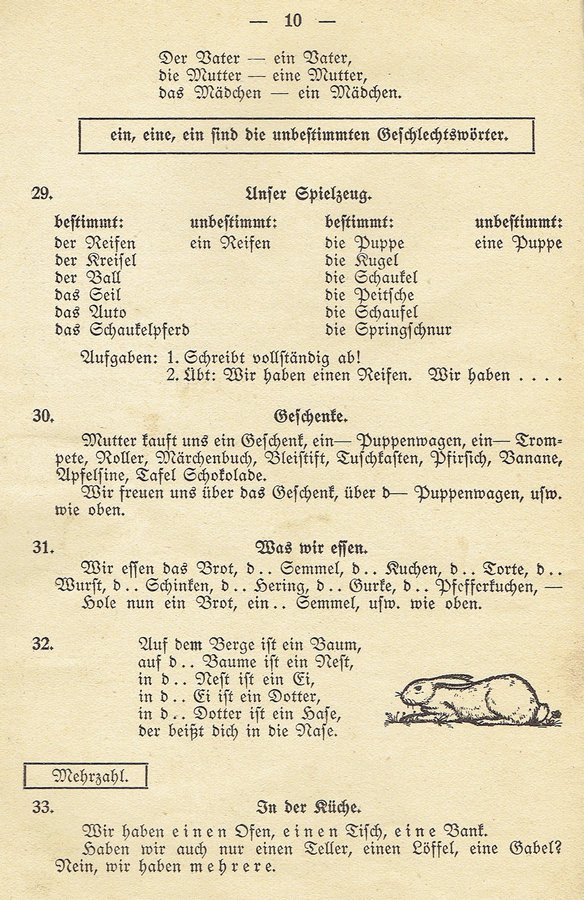 — 10 —
Der Vater — ein Vater,
die Mutter — eine Mutter,
das Mädchen — ein Mädchen.
ein, eine, ein sind die unbestimmten Geschlechtswörter.
29. Unser Spielzeug.
bestimmt: unbestimmt: bestimmt: unbestimmt:
der Reifen ein Reifen die Puppe eine Puppe
der Kreisel die Kugel
der Ball die Schaukel
das Seil die Peitsche
das Auto die Schaufel
das Schaukelpferd die Springschnur
Aufgaben: 1. Schreibt vollständig ab!
2. Übt: Wir haben einen Reifen. Wir haben . . . .
30. Geschenke.
Mutter kauft uns ein Geschenk, ein— Puppenwagen, ein— Trom-
pete, Roller, Märchenbuch, Bleistift, Tuschkasten, Pfirsich, Banane,
Apfelsine, Tafel Schokolade.
Wir freuen uns über das Geschenk, über d— Puppenwagen, usw.
wie oben.
31. Was wir essen.
Wir essen das Brot, d . . Semmel, d . . Kuchen, d . . Torte, d . .
Wurst, d . . Schinken, d . . Hering, d . . Gurke, d . . Pfefferkuchen, —
Hole nun ein Brot, ein . . Semmel, usw. wie oben.
32. Auf dem Berge ist ein Baum,
auf d . . Baume ist ein Nest,
in d . . Nest ist ein Ei,
in d . . Ei ist ein Dotter,
in d . . Dotter ist ein Hase,
der beißt dich in die Nase.
Mehrzahl.
33. In der Küche.
Wir haben einen Ofen, einen Tisch, eine Bank.
Haben wir auch nur einen Teller, einen Löffel, eine Gabel?
Nein, wir haben mehrere.